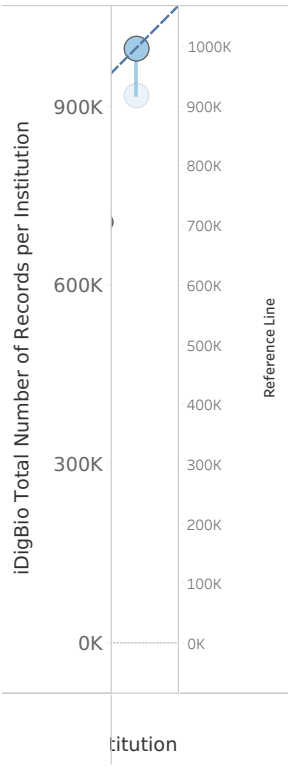 iDigBio Total Number of Records per Institution
900K
600K
300K
0K
1000K
900K
800K
700K
600K
500K
400K
300K
200K
100K
0K
Reference Line
titution